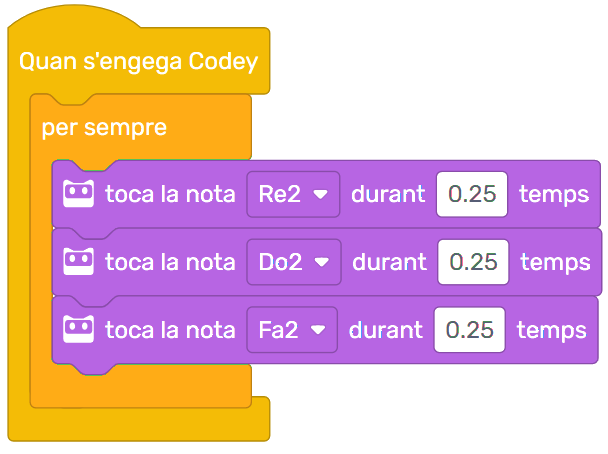 Quan s'engega Codey
per sempre
toca la nota Re2 durant 0.25 temps
toca la nota Do2 durant 0.25 temps
toca la nota Fa2 durant 0.25 temps